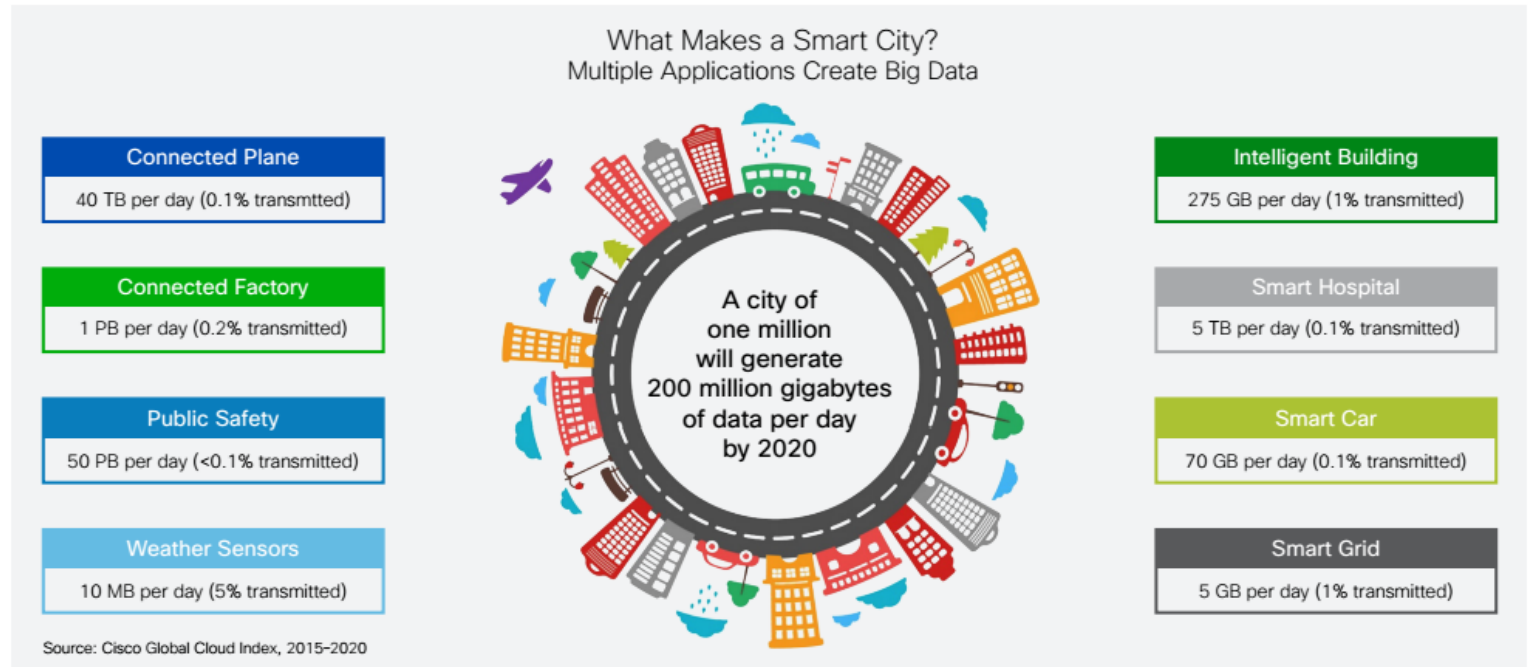 What Makes a Smart City?
Multiple Applications Create Big Data
Connected Plane
40 TB per day (0.1% transmtted)
Connected Factory
1 PB per day (0.2% transmitted)
Public Safety
50 PB per day (<0.1% transmitted)
Weather Sensors
10 MB per day (5% transmitted)
A city of
one million
will generate
200 million gigabytes
of data per day
by 2020
Intelligent Building
275 GB per day (1% transmitted)
Smart Hospital
5 TB per day (0.1% transmitted)
Smart Car
70 GB per day (0.1% transmitted)
Smart Grid
5 GB per day (1% transmitted)
Source: Cisco Global Cloud Index, 2015-2020